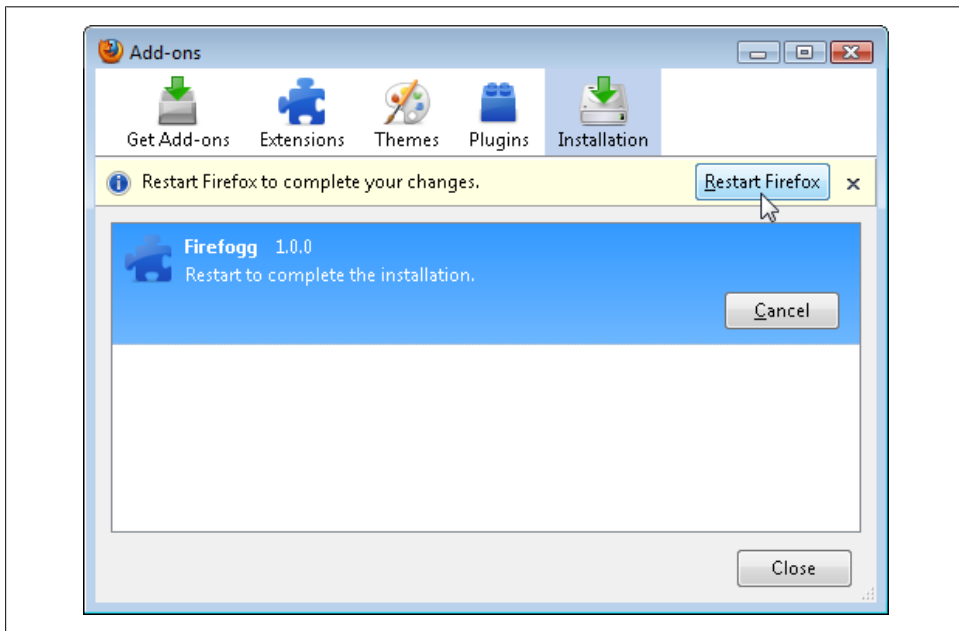 Add-ons
Get Add-ons Extensions Themes Plugins Installation
Restart Firefox to complete your changes. Restart Firefox
Firefogg 1.0.0
Restart to complete the installation.
Cancel
Close